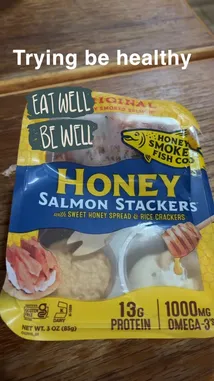 Trying be healthy
EAT WELL
BE WELL
ORIGINAL
HONEY
SMOKED
FISH CO
HONEY
SALMON STACKERS
with SWEET HONEY SPREAD & RICE CRACKERS
13G
PROTEIN
1000MG
OMEGA-3
NET WT. 3 OZ (85g)